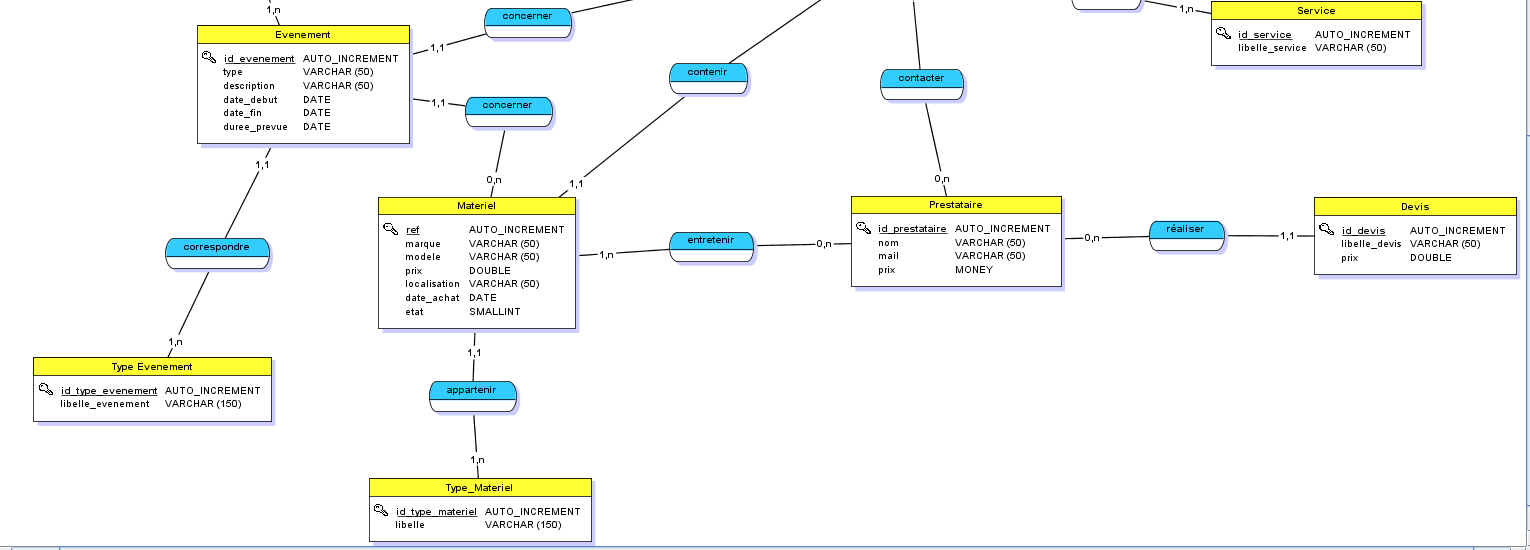 1,n
concerner
1,n
Service
id_service AUTO_INCREMENT
libelle_service VARCHAR (50)
Evenement
id_evenement AUTO_INCREMENT
type VARCHAR (50)
description VARCHAR (50)
date_debut DATE
date_fin DATE
duree_prevue DATE
1,1
1,1
concerner
contenir
contacter
1,1
0,n
1,1
0,n
correspondre
Materiel
ref AUTO_INCREMENT
marque VARCHAR (50)
modele VARCHAR (50)
prix DOUBLE
localisation VARCHAR (50)
date_achat DATE
etat SMALLINT
1,n
entretenir
0,n
Prestataire
id_prestataire AUTO_INCREMENT
nom VARCHAR (50)
mail VARCHAR (50)
prix MONEY
0,n
réaliser
1,1
Devis
id_devis AUTO_INCREMENT
libelle_devis VARCHAR (50)
prix DOUBLE
1,n
Type Evenement
id_type_evenement AUTO_INCREMENT
libelle_evenement VARCHAR (150)
1,1
appartenir
1,n
Type_Materiel
id_type_materiel AUTO_INCREMENT
libelle VARCHAR (150)